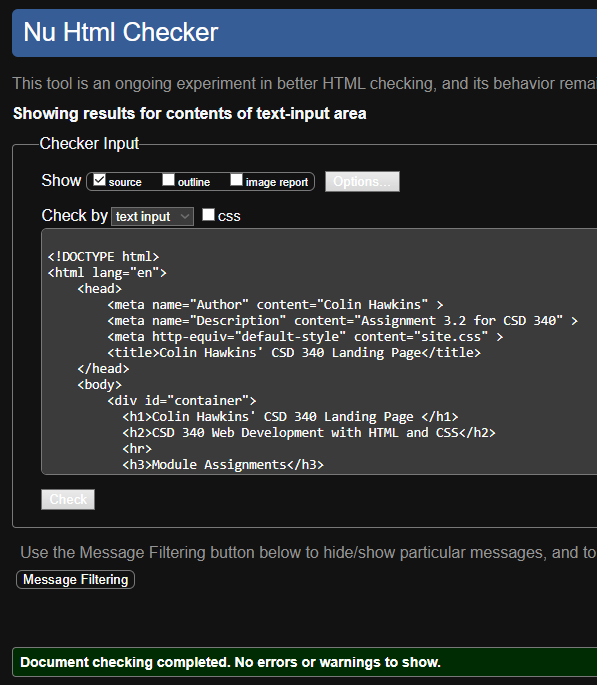 Nu Html Checker
This tool is an ongoing experiment in better HTML checking, and its behavior
Showing results for contents of text-input area
Checker Input
Show source outline image report Options...
Check by text input css
<!DOCTYPE html>
<html lang="en">
<head>
<meta name="Author" content="Colin Hawkins" >
<meta name="Description" content="Assignment 3.2 for CSD 340" >
<meta http-equiv="default-style" content="site.css" >
<title>Colin Hawkins' CSD 340 Landing Page</title>
</head>
<body>
<div id="container">
<h1>Colin Hawkins' CSD 340 Landing Page </h1>
<h2>CSD 340 Web Development with HTML and CSS</h2>
<hr>
<h3>Module Assignments</h3>
Check
Use the Message Filtering button below to hide/show particular messages, and to
Message Filtering
Document checking completed. No errors or warnings to show.